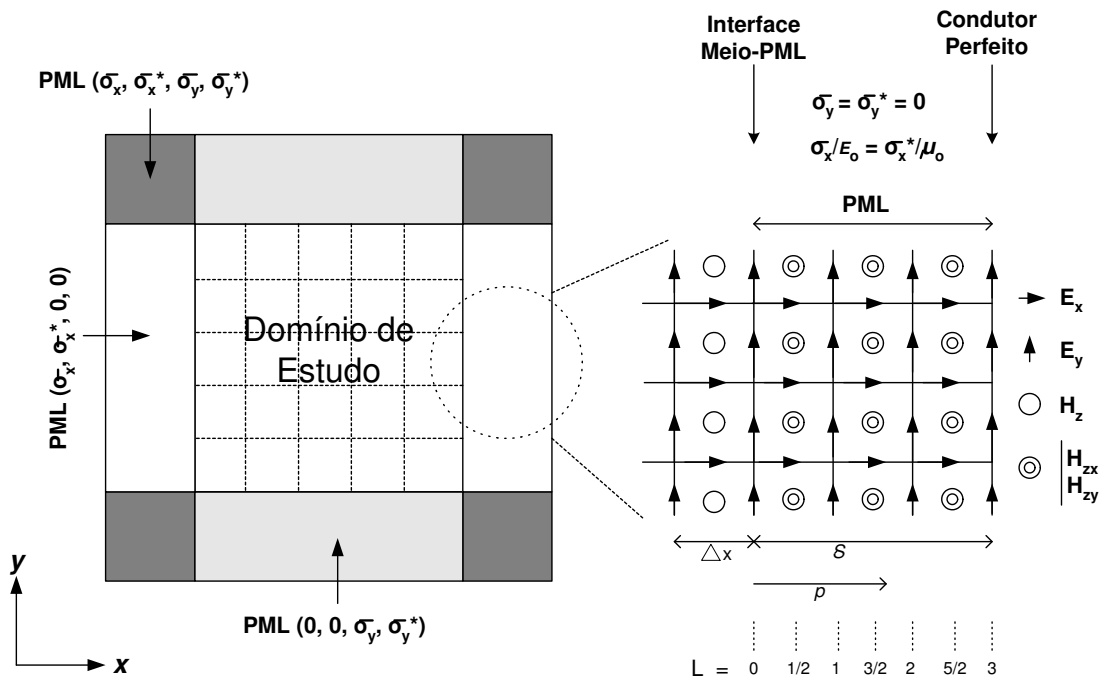 PML (σx, σx*, σy, σy*)
Domínio de
Estudo
PML (σx, σx*, 0, 0)
PML (0, 0, σy, σy*)
y
x
Interface
Meio-PML
Condutor
Perfeito
σy = σy* = 0
σx/εo = σx*/μo
PML
Ex
Ey
Hz
Hzx
Hzy
△x
δ
p
L = 0 1/2 1 3/2 2 5/2 3